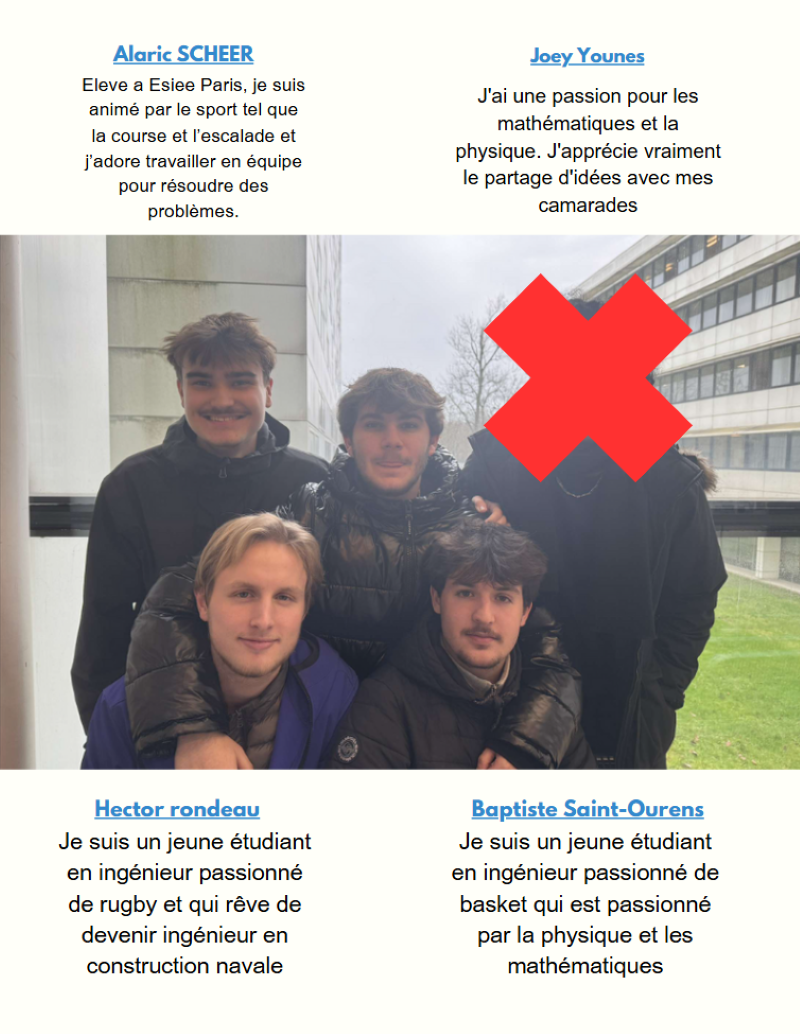 Alaric SCHEER
Eleve a Esiee Paris, je suis
animé par le sport tel que
la course et l'escalade et
j'adore travailler en équipe
pour résoudre des
problèmes.
Joey Younes
J'ai une passion pour les
mathématiques et la
physique. J'apprécie vraiment
le partage d'idées avec mes
camarades
Hector rondeau
Je suis un jeune étudiant
en ingénieur passionné
de rugby et qui rêve de
devenir ingénieur en
construction navale
Baptiste Saint-Ourens
Je suis un jeune étudiant
en ingénieur passionné de
basket qui est passionné
par la physique et les
mathématiques